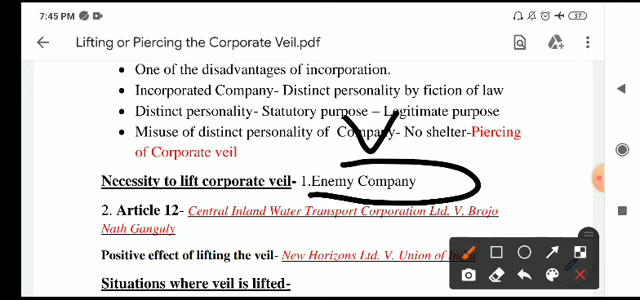 7:45 PM
37
Lifting or Piercing the Corporate Veil.pdf
• One of the disadvantages of incorporation.
• Incorporated Company- Distinct personality by fiction of law
• Distinct personality- Statutory purpose – Legitimate purpose
• Misuse of distinct personality of Company- No shelter-Piercing
of Corporate veil
Necessity to lift corporate veil- 1.Enemy Company
2. Article 12- Central Inland Water Transport Corporation Ltd. V. Brojo
Nath Ganguly
Positive effect of lifting the veil- New Horizons Ltd. V. Union of India
Situations where veil is lifted-